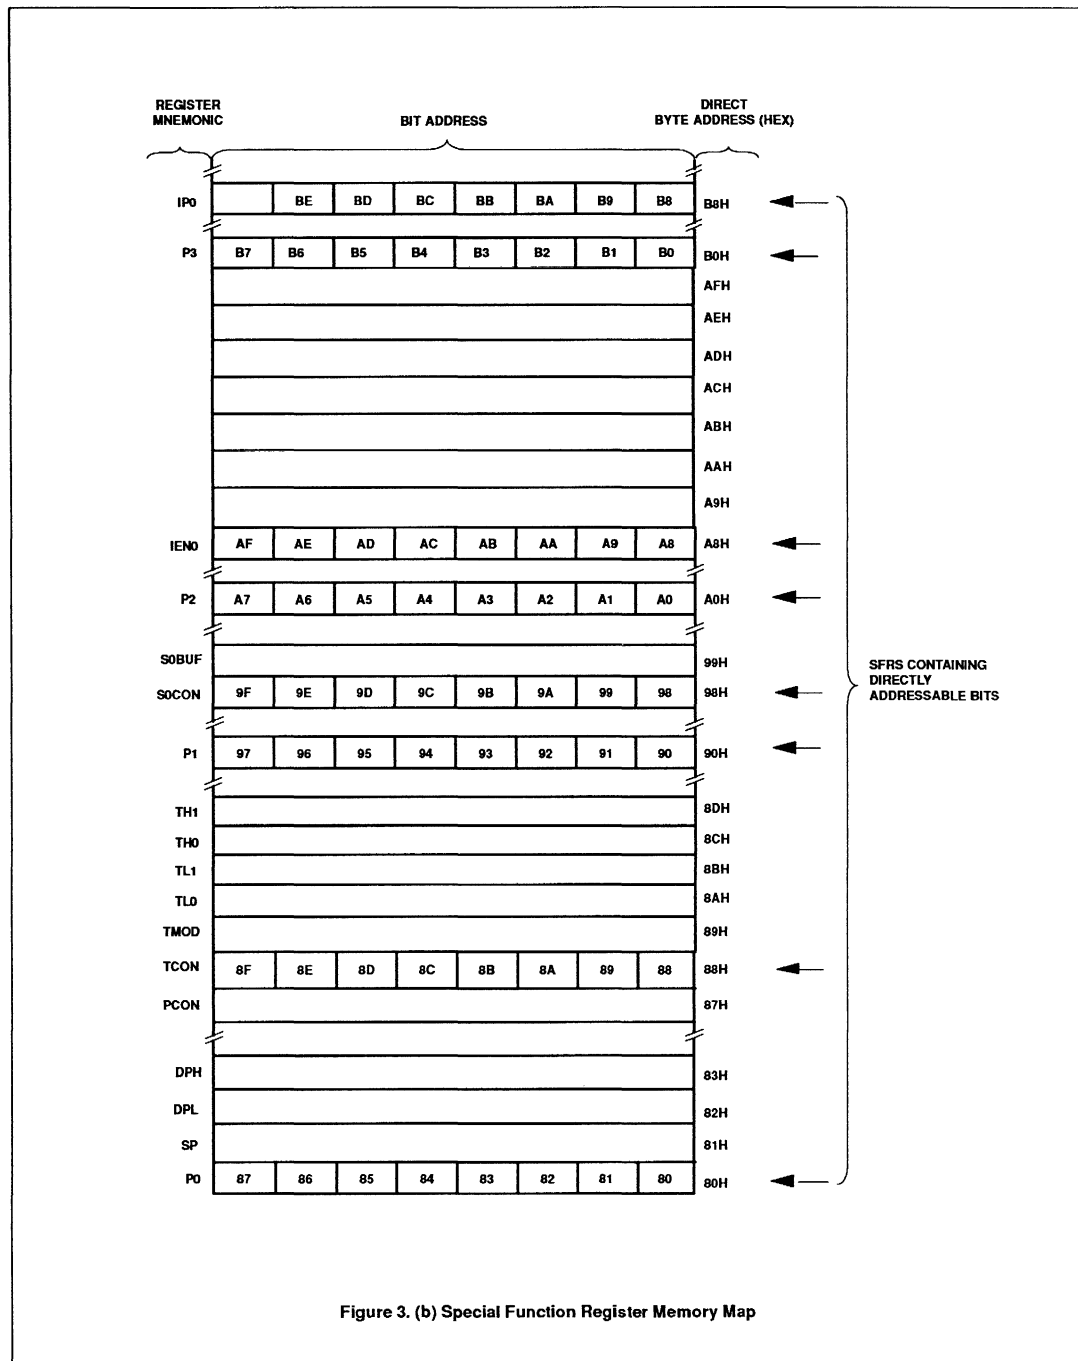 REGISTER MNEMONIC BIT ADDRESS DIRECT BYTE ADDRESS (HEX)
IP0 BE BD BC BB BA B9 B8 B8H
P3 B7 B6 B5 B4 B3 B2 B1 B0 B0H
AFH
AEH
ADH
ACH
ABH
AAH
A9H
IEN0 AF AE AD AC AB AA A9 A8 A8H
P2 A7 A6 A5 A4 A3 A2 A1 A0 A0H
S0BUF 99H
SFRS CONTAINING
DIRECTLY
ADDRESSABLE BITS
S0CON 9F 9E 9D 9C 9B 9A 99 98 98H
P1 97 96 95 94 93 92 91 90 90H
TH1 8DH
TH0 8CH
TL1 8BH
TL0 8AH
TMOD 89H
TCON 8F 8E 8D 8C 8B 8A 89 88 88H
PCON 87H
DPH 83H
DPL 82H
SP 81H
P0 87 86 85 84 83 82 81 80 80H
Figure 3. (b) Special Function Register Memory Map